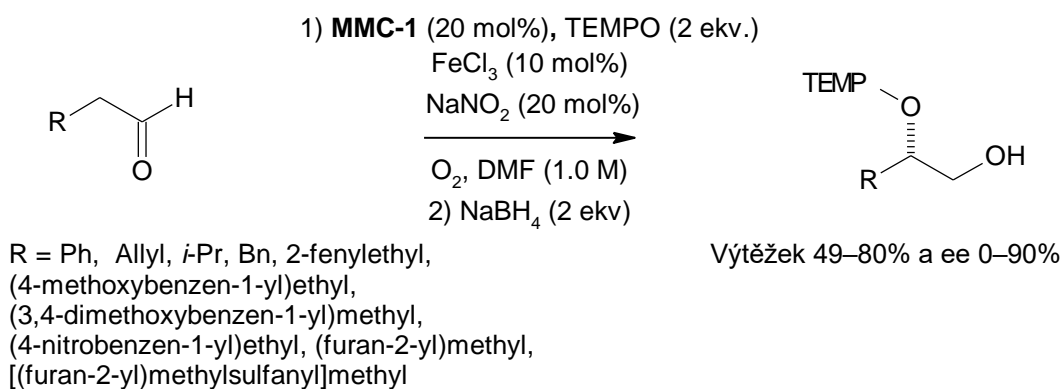 1) MMC-1 (20 mol%), TEMPO (2 ekv.)
FeCl3 (10 mol%)
NaNO2 (20 mol%)
O2, DMF (1.0 M)
2) NaBH4 (2 ekv)
R
H
O
TEMP
O
OH
R
R = Ph, Allyl, i-Pr, Bn, 2-fenylethyl,
(4-methoxybenzen-1-yl)ethyl,
(3,4-dimethoxybenzen-1-yl)methyl,
(4-nitrobenzen-1-yl)ethyl, (furan-2-yl)methyl,
[(furan-2-yl)methylsulfanyl]methyl
Výtěžek 49–80% a ee 0–90%